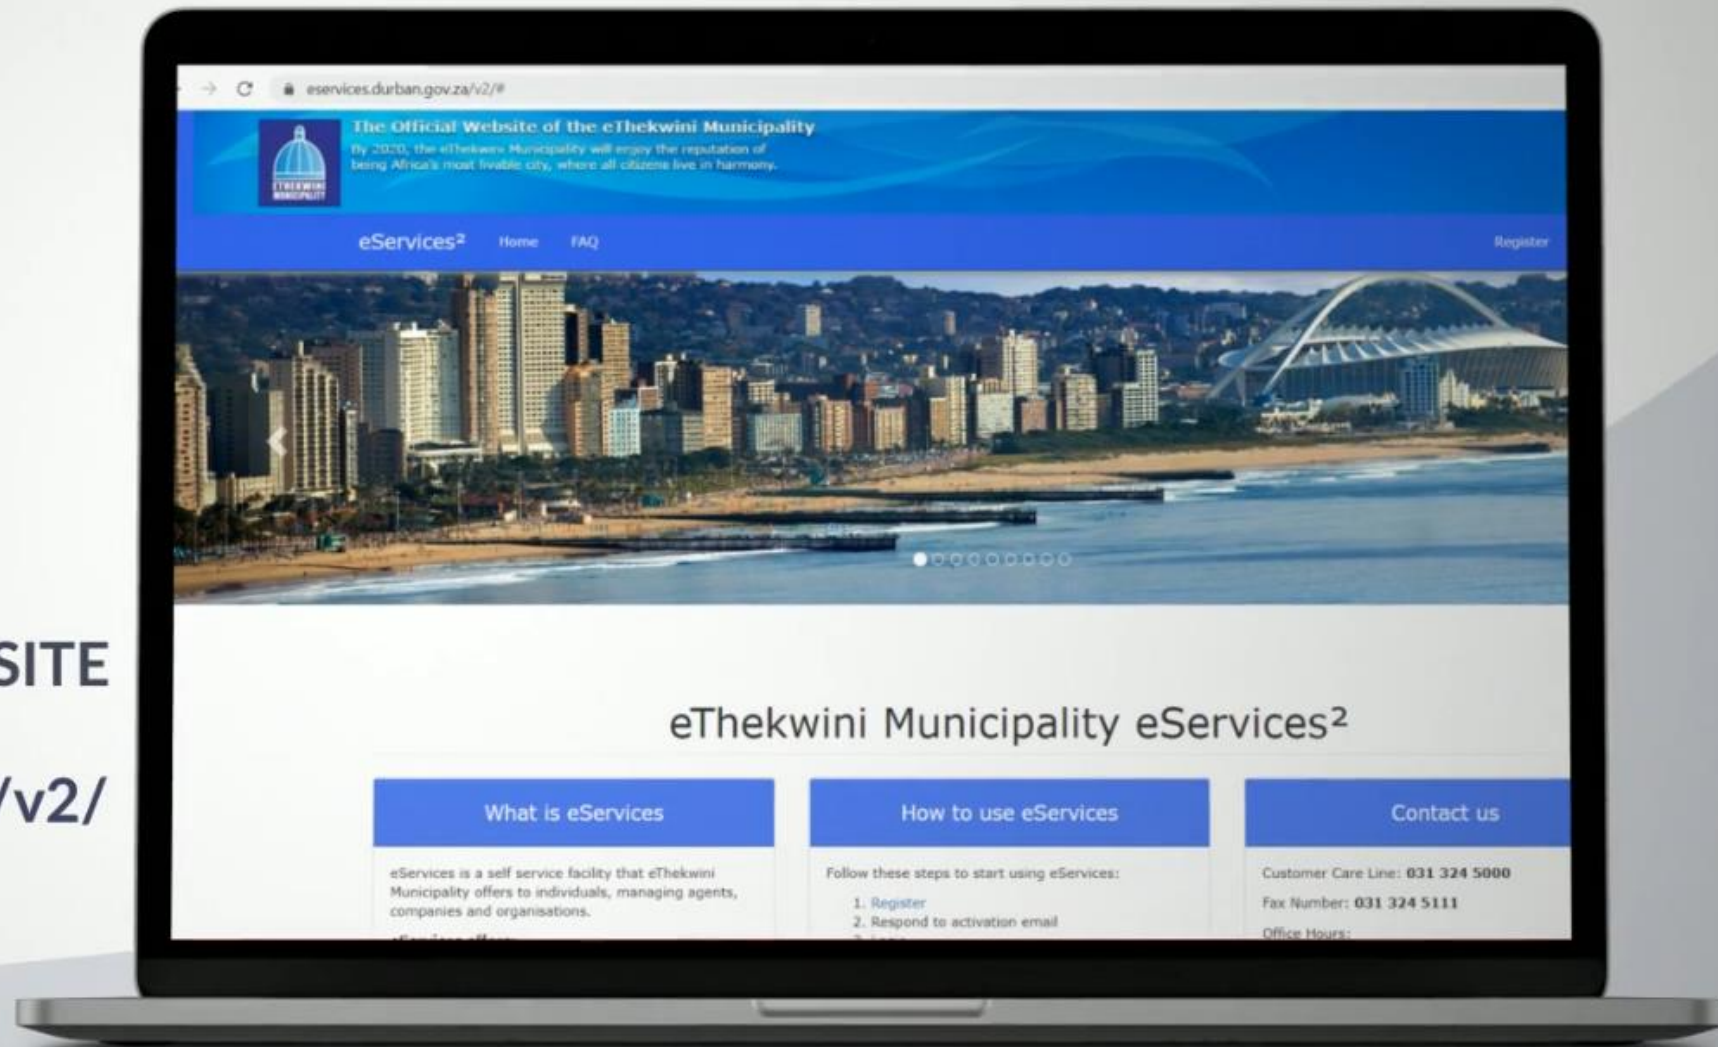 SITE
/v2/
eservices.durban.gov.za/v2/#
The Official Website of the eThekwini Municipality
By 2020, the eThekwini Municipality will enjoy the reputation of
being Africa's most livable city, where all citizens live in harmony.
ETHEKWINI
MUNICIPALITY
eServices² Home FAQ Register
eThekwini Municipality eServices²
What is eServices
eServices is a self service facility that eThekwini
Municipality offers to individuals, managing agents,
companies and organisations.
How to use eServices
Follow these steps to start using eServices:
1. Register
2. Respond to activation email
Contact us
Customer Care Line: 031 324 5000
Fax Number: 031 324 5111
Office Hours: